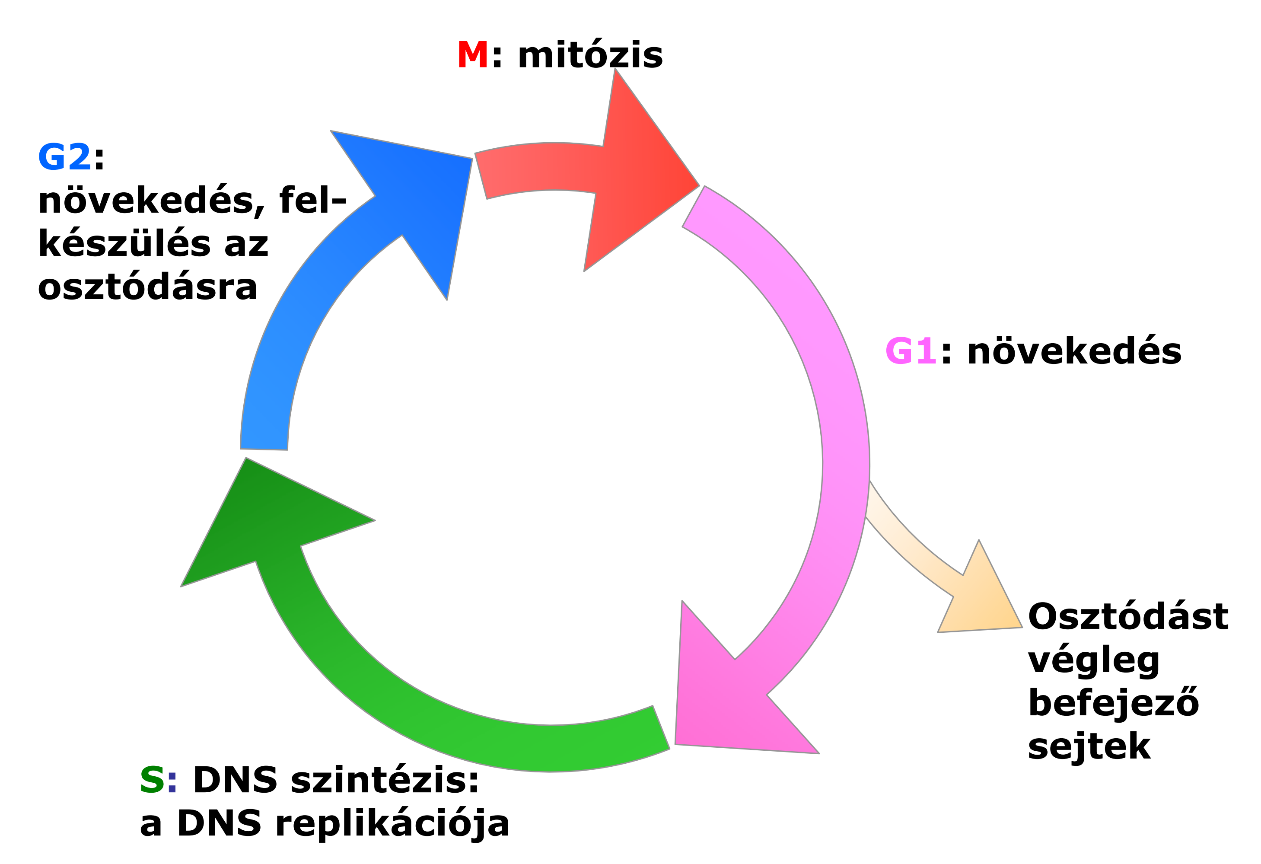 M: mitózis
G2:
növekedés, fel-
készülés az
osztódásra
G1: növekedés
Osztódást
végleg
befejező
sejtek
S: DNS szintézis:
a DNS replikációja